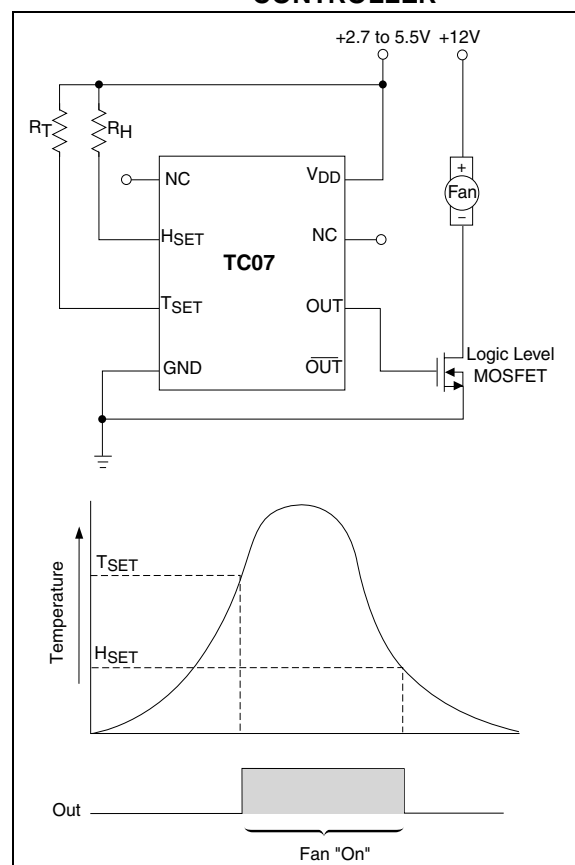 CONTROLLER
+2.7 to 5.5V +12V
RT
RH
NC
VDD
+
Fan
−
HSET
NC
TC07
TSET
OUT
Logic Level
MOSFET
GND
OUT
TSET
Temperature
HSET
Out
Fan "On"